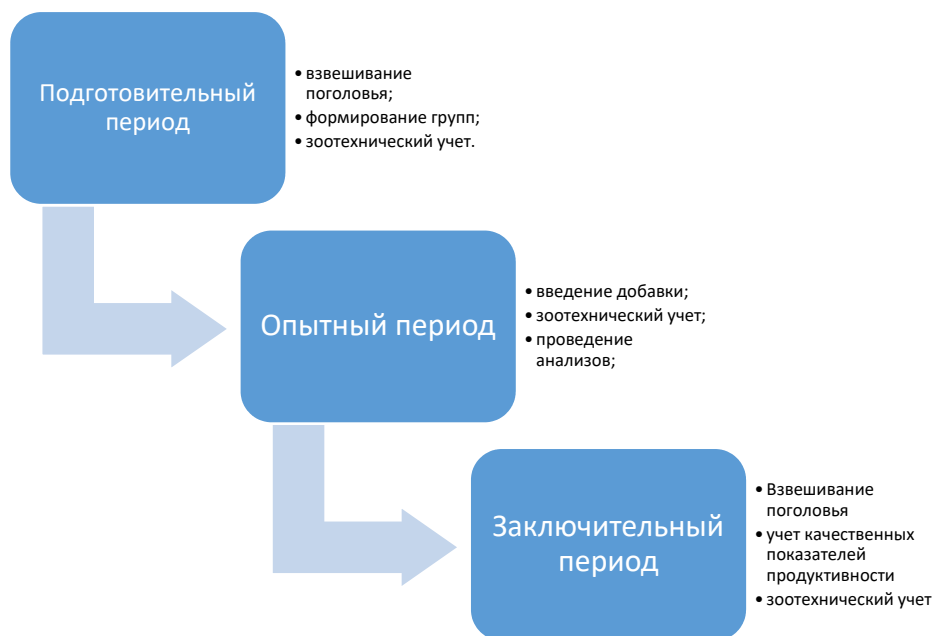 Подготовительный
период
• взвешивание
поголовья;
• формирование групп;
• зоотехнический учет.
Опытный период
• введение добавки;
• зоотехнический учет;
• проведение
анализов;
Заключительный
период
• Взвешивание
поголовья
• учет качественных
показателей
продуктивности
• зоотехнический учет